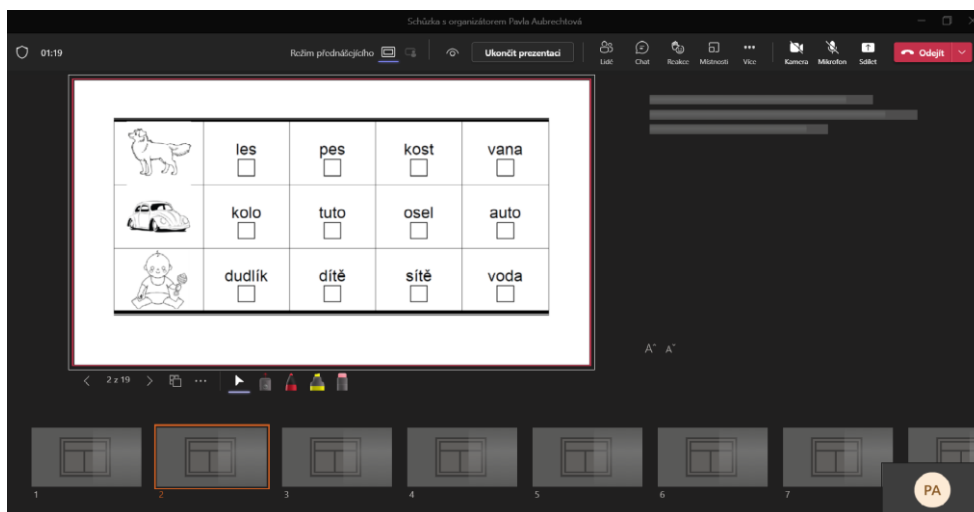 Schůzka s organizátorem Pavla Aubrechtová
01:19
Režim přednášejícího
Ukončit prezentaci
Lidé
Chat
Reakce
Místnosti
Více
Kamera
Mikrofon
Sdílet
Odejít
les pes kost vana
kolo tuto osel auto
dudlík dítě sítě voda
2 z 19
A^ A˅
1 2 3 4 5 6 7
PA